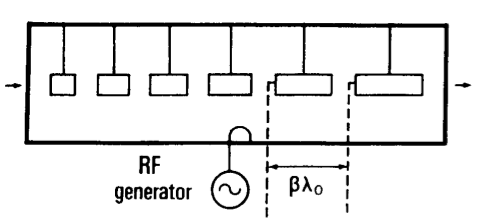 RF
generator
βλ₀